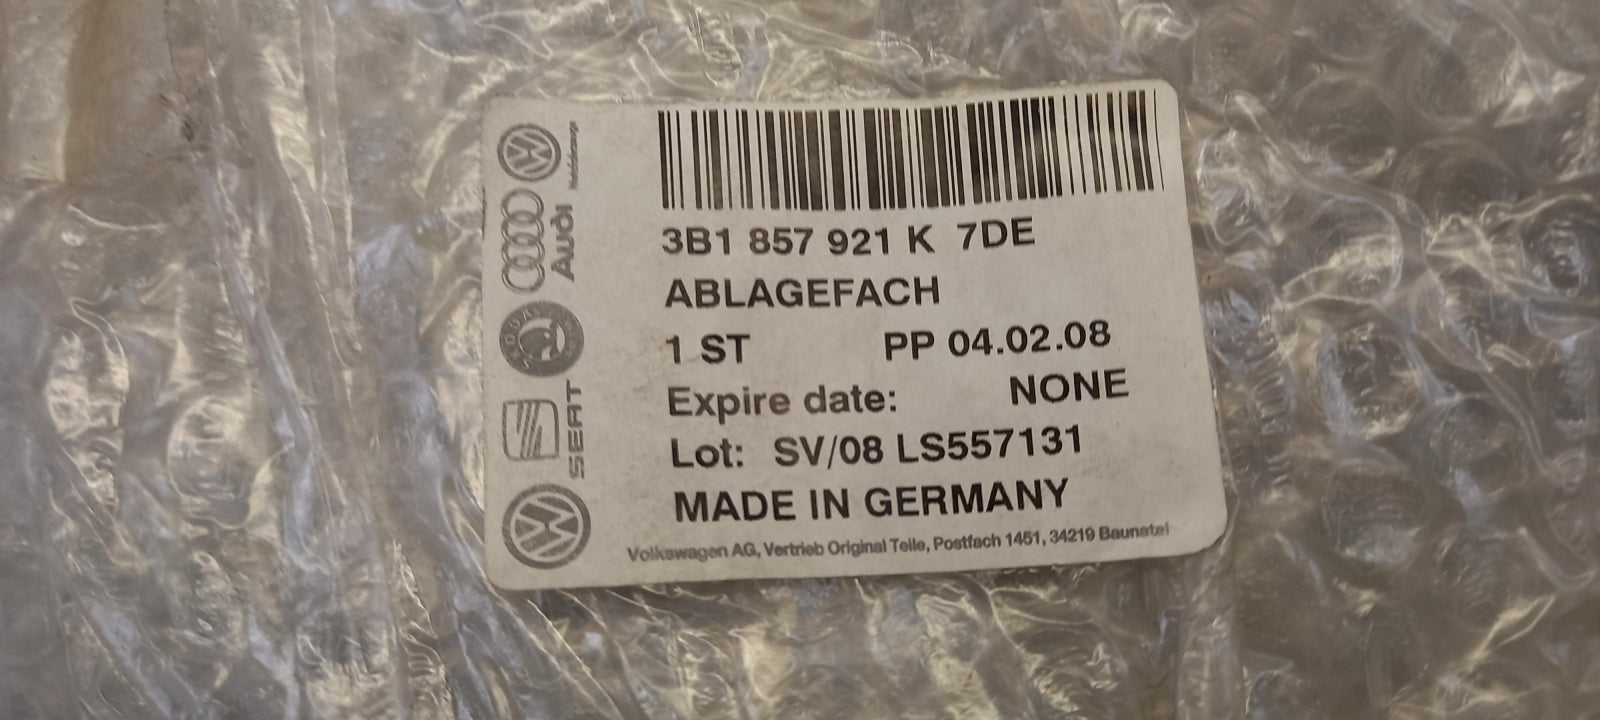 3B1 857 921 K 7DE
ABLAGEFACH
1 ST PP 04.02.08
Expire date: NONE
Lot: SV/08 LS557131
MADE IN GERMANY
Volkswagen AG, Vertrieb Original Teile, Postfach 1451, 34219 Baunatal
Nutzfahrzeuge
Audi
SEAT